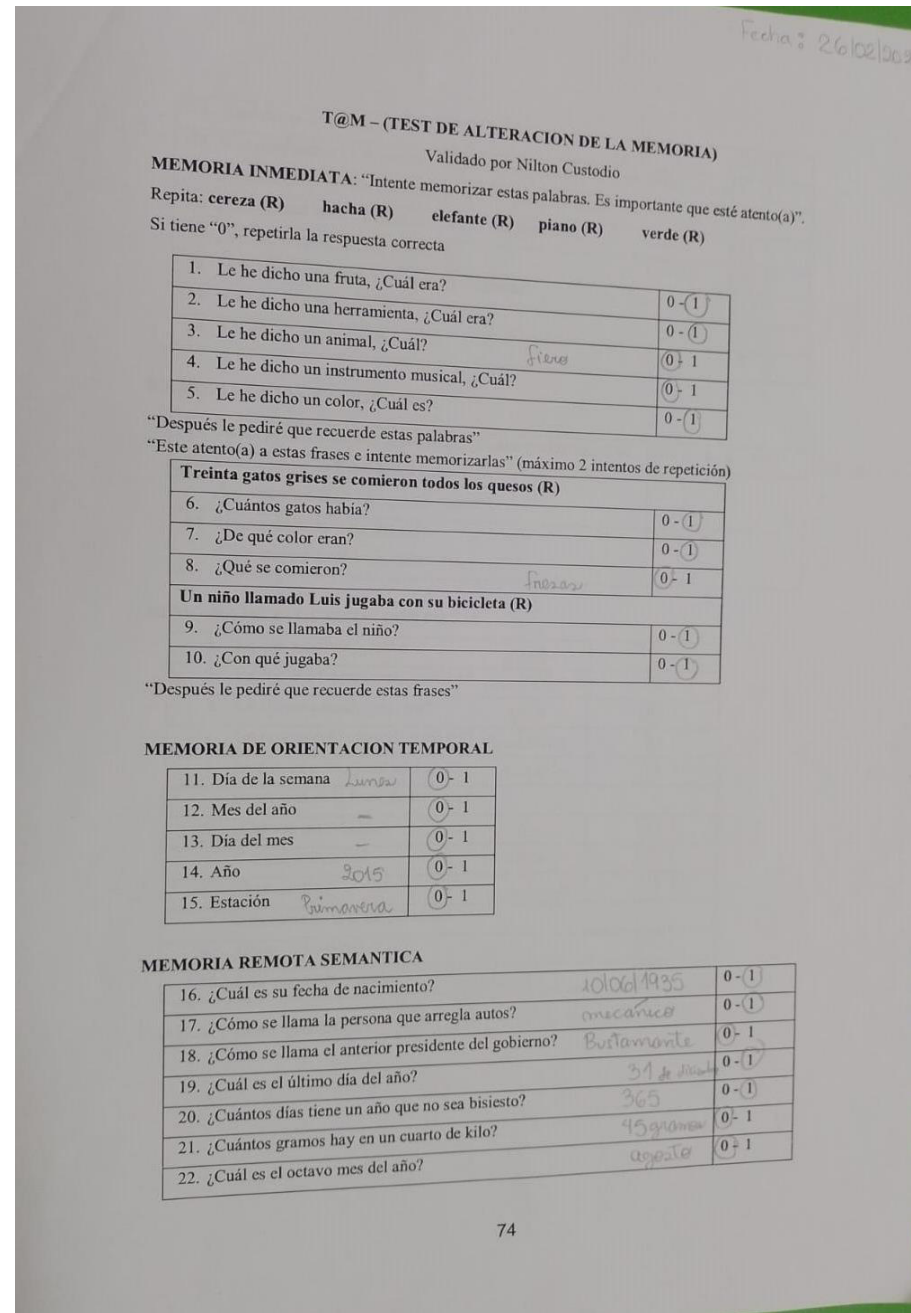 Fecha: 26/02/202
T@M – (TEST DE ALTERACION DE LA MEMORIA)
Validado por Nilton Custodio
MEMORIA INMEDIATA: “Intente memorizar estas palabras. Es importante que esté atento(a)”.
Repita: cereza (R) hacha (R) elefante (R) piano (R) verde (R)
Si tiene “0”, repetirla la respuesta correcta
1. Le he dicho una fruta, ¿Cuál era? 0 - 1
2. Le he dicho una herramienta, ¿Cuál era? 0 - 1
3. Le he dicho un animal, ¿Cuál? fiero 0 - 1
4. Le he dicho un instrumento musical, ¿Cuál? 0 - 1
5. Le he dicho un color, ¿Cuál es? 0 - 1
“Después le pediré que recuerde estas palabras”
“Este atento(a) a estas frases e intente memorizarlas” (máximo 2 intentos de repetición)
Treinta gatos grises se comieron todos los quesos (R)
6. ¿Cuántos gatos había? 0 - 1
7. ¿De qué color eran? 0 - 1
8. ¿Qué se comieron? 0 - 1
Un niño llamado Luis jugaba con su bicicleta (R)
9. ¿Cómo se llamaba el niño? 0 - 1
10. ¿Con qué jugaba? 0 - 1
“Después le pediré que recuerde estas frases”
MEMORIA DE ORIENTACION TEMPORAL
11. Día de la semana Lunes 0 - 1
12. Mes del año — 0 - 1
13. Día del mes — 0 - 1
14. Año 2015 0 - 1
15. Estación Primavera 0 - 1
MEMORIA REMOTA SEMANTICA
16. ¿Cuál es su fecha de nacimiento? 10/06/1935 0 - 1
17. ¿Cómo se llama la persona que arregla autos? mecánico 0 - 1
18. ¿Cómo se llama el anterior presidente del gobierno? Bustamante 0 - 1
19. ¿Cuál es el último día del año? 31 de diciemb 0 - 1
20. ¿Cuántos días tiene un año que no sea bisiesto? 365 0 - 1
21. ¿Cuántos gramos hay en un cuarto de kilo? 45 gramos 0 - 1
22. ¿Cuál es el octavo mes del año? agosto 0 - 1
74